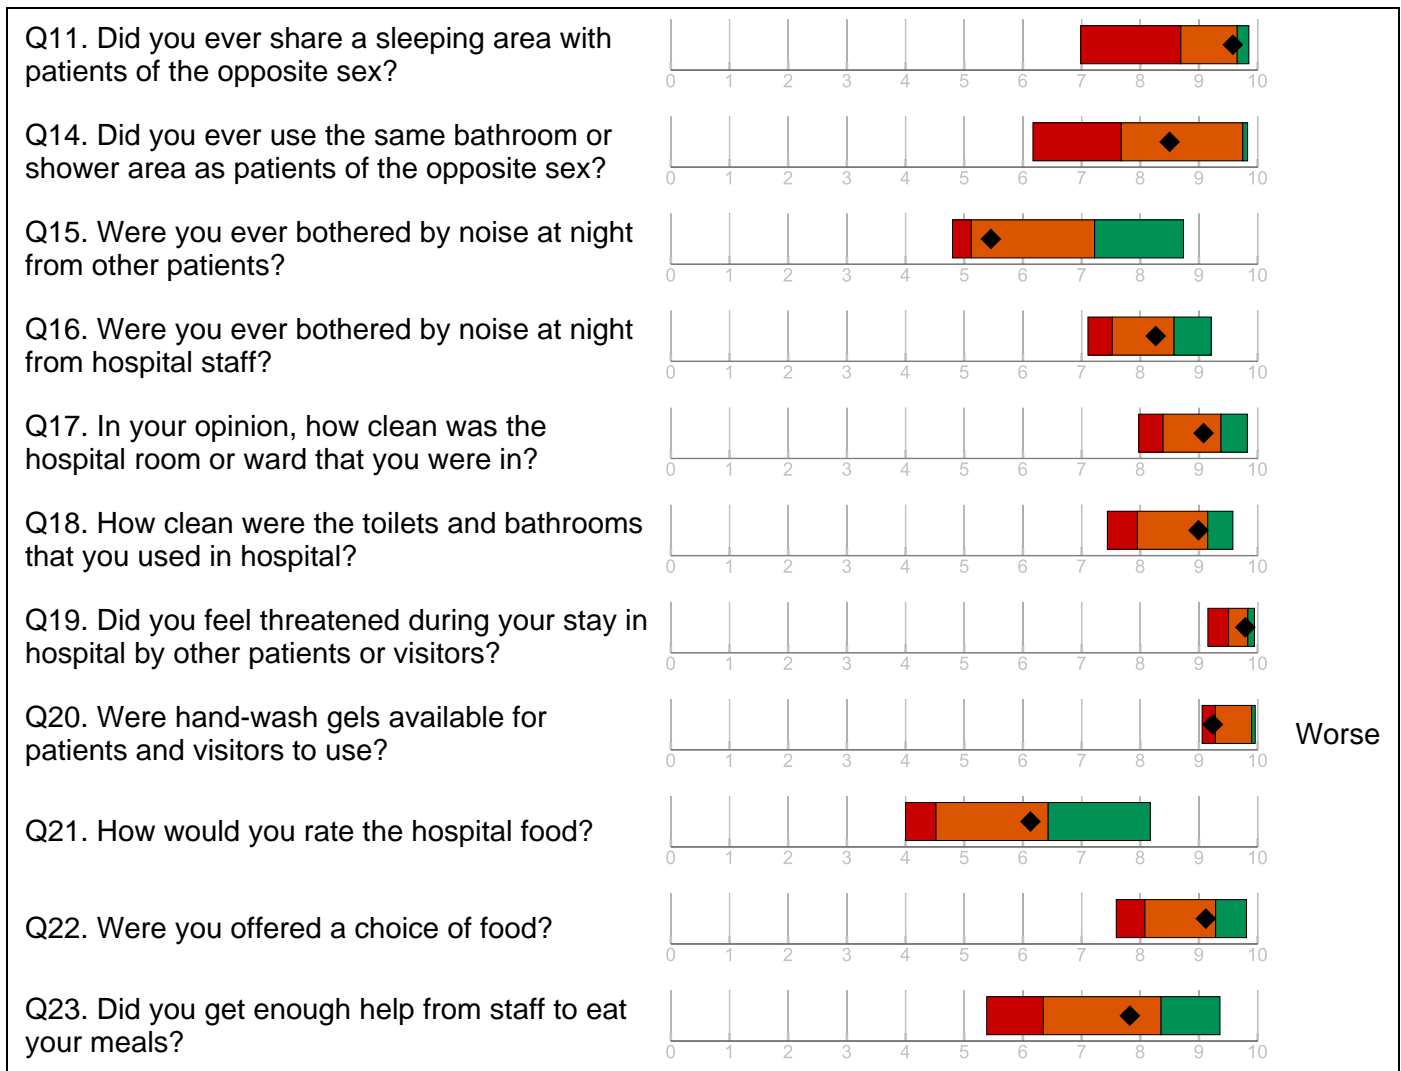 Q11. Did you ever share a sleeping area with
patients of the opposite sex?
0 1 2 3 4 5 6 7 8 9 10
Q14. Did you ever use the same bathroom or
shower area as patients of the opposite sex?
0 1 2 3 4 5 6 7 8 9 10
Q15. Were you ever bothered by noise at night
from other patients?
0 1 2 3 4 5 6 7 8 9 10
Q16. Were you ever bothered by noise at night
from hospital staff?
0 1 2 3 4 5 6 7 8 9 10
Q17. In your opinion, how clean was the
hospital room or ward that you were in?
0 1 2 3 4 5 6 7 8 9 10
Q18. How clean were the toilets and bathrooms
that you used in hospital?
0 1 2 3 4 5 6 7 8 9 10
Q19. Did you feel threatened during your stay in
hospital by other patients or visitors?
0 1 2 3 4 5 6 7 8 9 10
Q20. Were hand-wash gels available for
patients and visitors to use?
Worse
0 1 2 3 4 5 6 7 8 9 10
Q21. How would you rate the hospital food?
0 1 2 3 4 5 6 7 8 9 10
Q22. Were you offered a choice of food?
0 1 2 3 4 5 6 7 8 9 10
Q23. Did you get enough help from staff to eat
your meals?
0 1 2 3 4 5 6 7 8 9 10